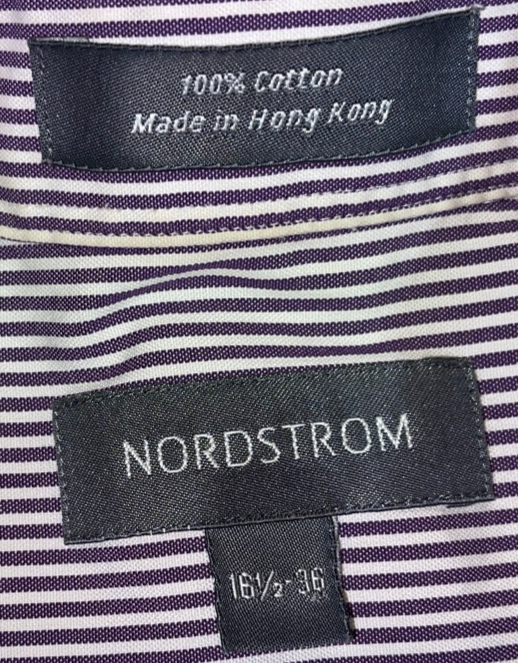 100% Cotton
Made in Hong Kong
NORDSTROM
16½-36